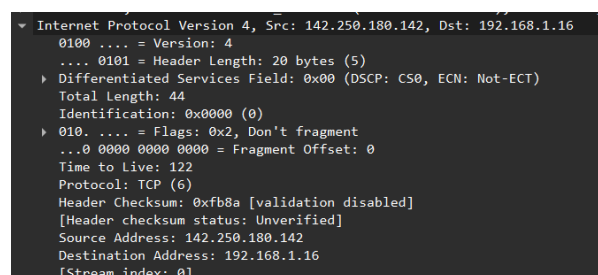 Internet Protocol Version 4, Src: 142.250.180.142, Dst: 192.168.1.16
0100 .... = Version: 4
.... 0101 = Header Length: 20 bytes (5)
Differentiated Services Field: 0x00 (DSCP: CS0, ECN: Not-ECT)
Total Length: 44
Identification: 0x0000 (0)
010. .... = Flags: 0x2, Don't fragment
...0 0000 0000 0000 = Fragment Offset: 0
Time to Live: 122
Protocol: TCP (6)
Header Checksum: 0xfb8a [validation disabled]
[Header checksum status: Unverified]
Source Address: 142.250.180.142
Destination Address: 192.168.1.16
[Stream index: 0]